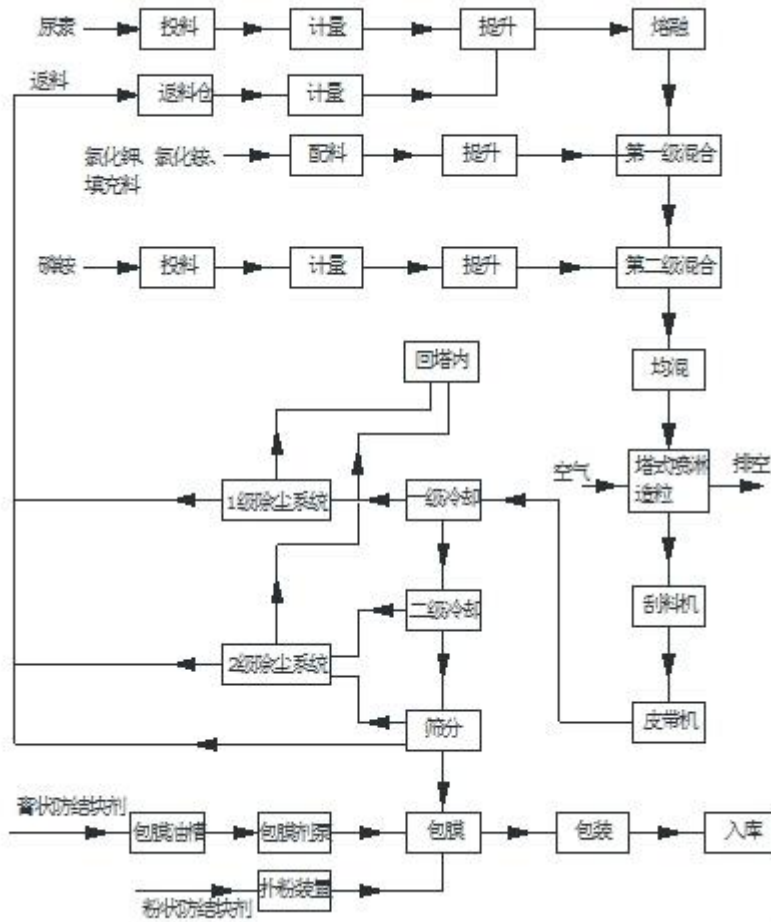 尿素 投料 计量 提升 熔融
返料 返料仓 计量
氯化钾、氯化铵、 配料 提升 第一级混合
填充料
磷铵 投料 计量 提升 第二级混合
回塔内 均混
空气 塔式喷淋 排空
造粒
1级除尘系统 一级冷却
二级冷却 刮料机
2级除尘系统
筛分 皮带机
膏状防结块剂
包膜油槽 包膜剂泵 包膜 包装 入库
扑粉装置
粉状防结块剂